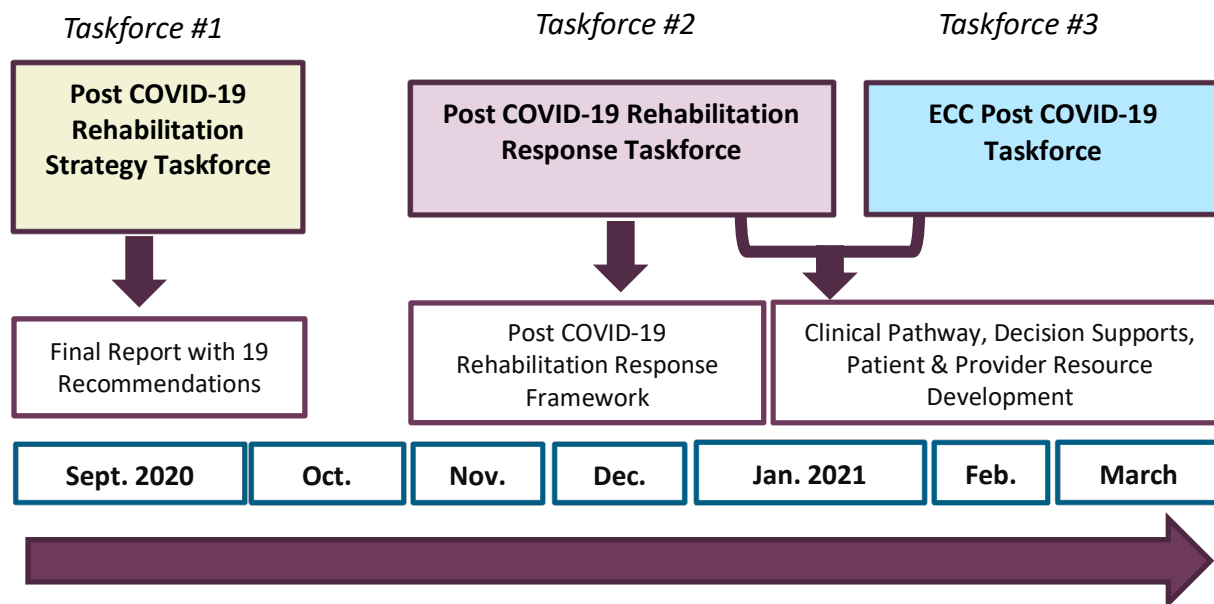 Taskforce #1
Taskforce #2
Taskforce #3
Post COVID-19
Rehabilitation
Strategy Taskforce
Post COVID-19 Rehabilitation
Response Taskforce
ECC Post COVID-19
Taskforce
Final Report with 19
Recommendations
Post COVID-19
Rehabilitation Response
Framework
Clinical Pathway, Decision Supports,
Patient & Provider Resource
Development
Sept. 2020
Oct.
Nov.
Dec.
Jan. 2021
Feb.
March